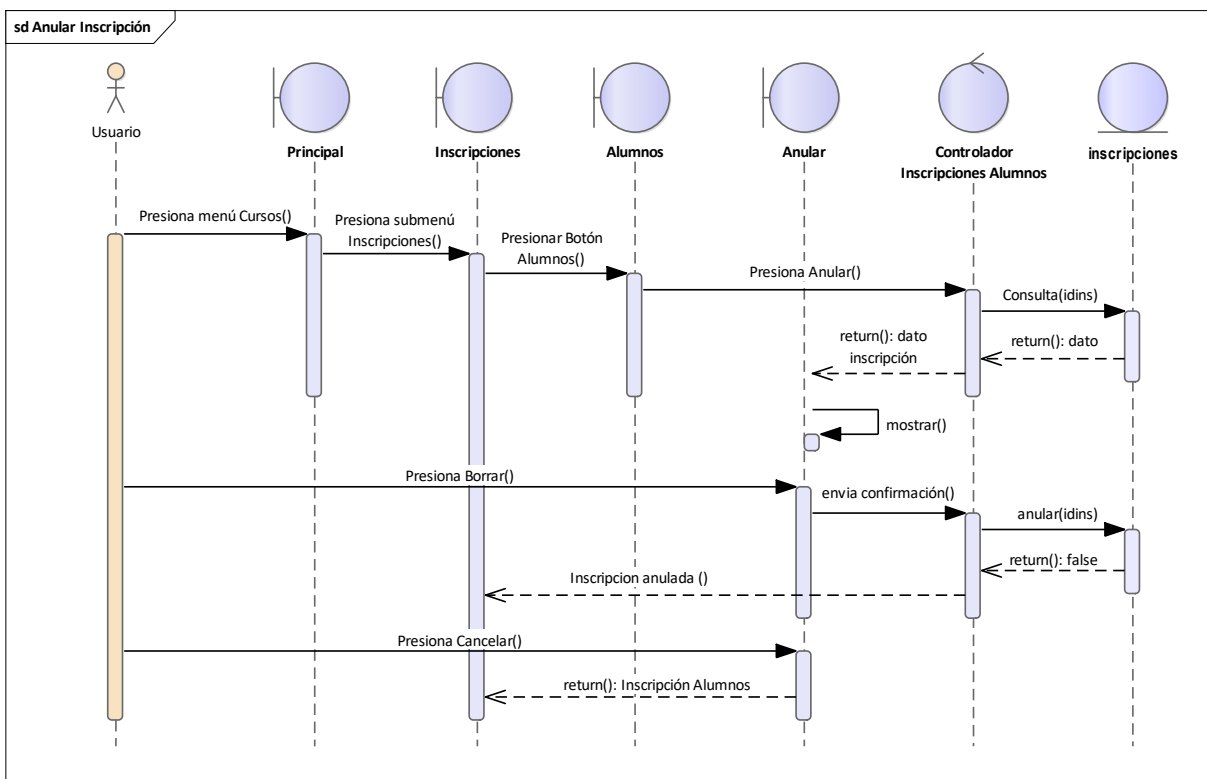 sd Anular Inscripción
Usuario
Principal
Inscripciones
Alumnos
Anular
Controlador
Inscripciones Alumnos
inscripciones
Presiona menú Cursos()
Presiona submenú
Inscripciones()
Presionar Botón
Alumnos()
Presiona Anular()
Consulta(idins)
return(): dato
return(): dato
inscripción
mostrar()
Presiona Borrar()
envia confirmación()
anular(idins)
return(): false
Inscripcion anulada ()
Presiona Cancelar()
return(): Inscripción Alumnos